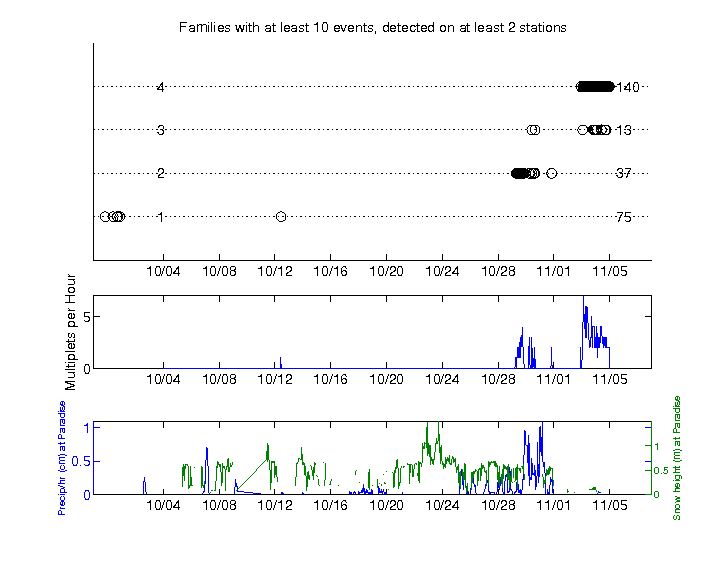 Families with at least 10 events, detected on at least 2 stations
4 140
3 13
2 37
1 75
10/04 10/08 10/12 10/16 10/20 10/24 10/28 11/01 11/05
Multiplets per Hour
5
0
10/04 10/08 10/12 10/16 10/20 10/24 10/28 11/01 11/05
Precip/hr (cm) at Paradise
1
0.5
0
Snow height (m) at Paradise
1
0.5
0
10/04 10/08 10/12 10/16 10/20 10/24 10/28 11/01 11/05